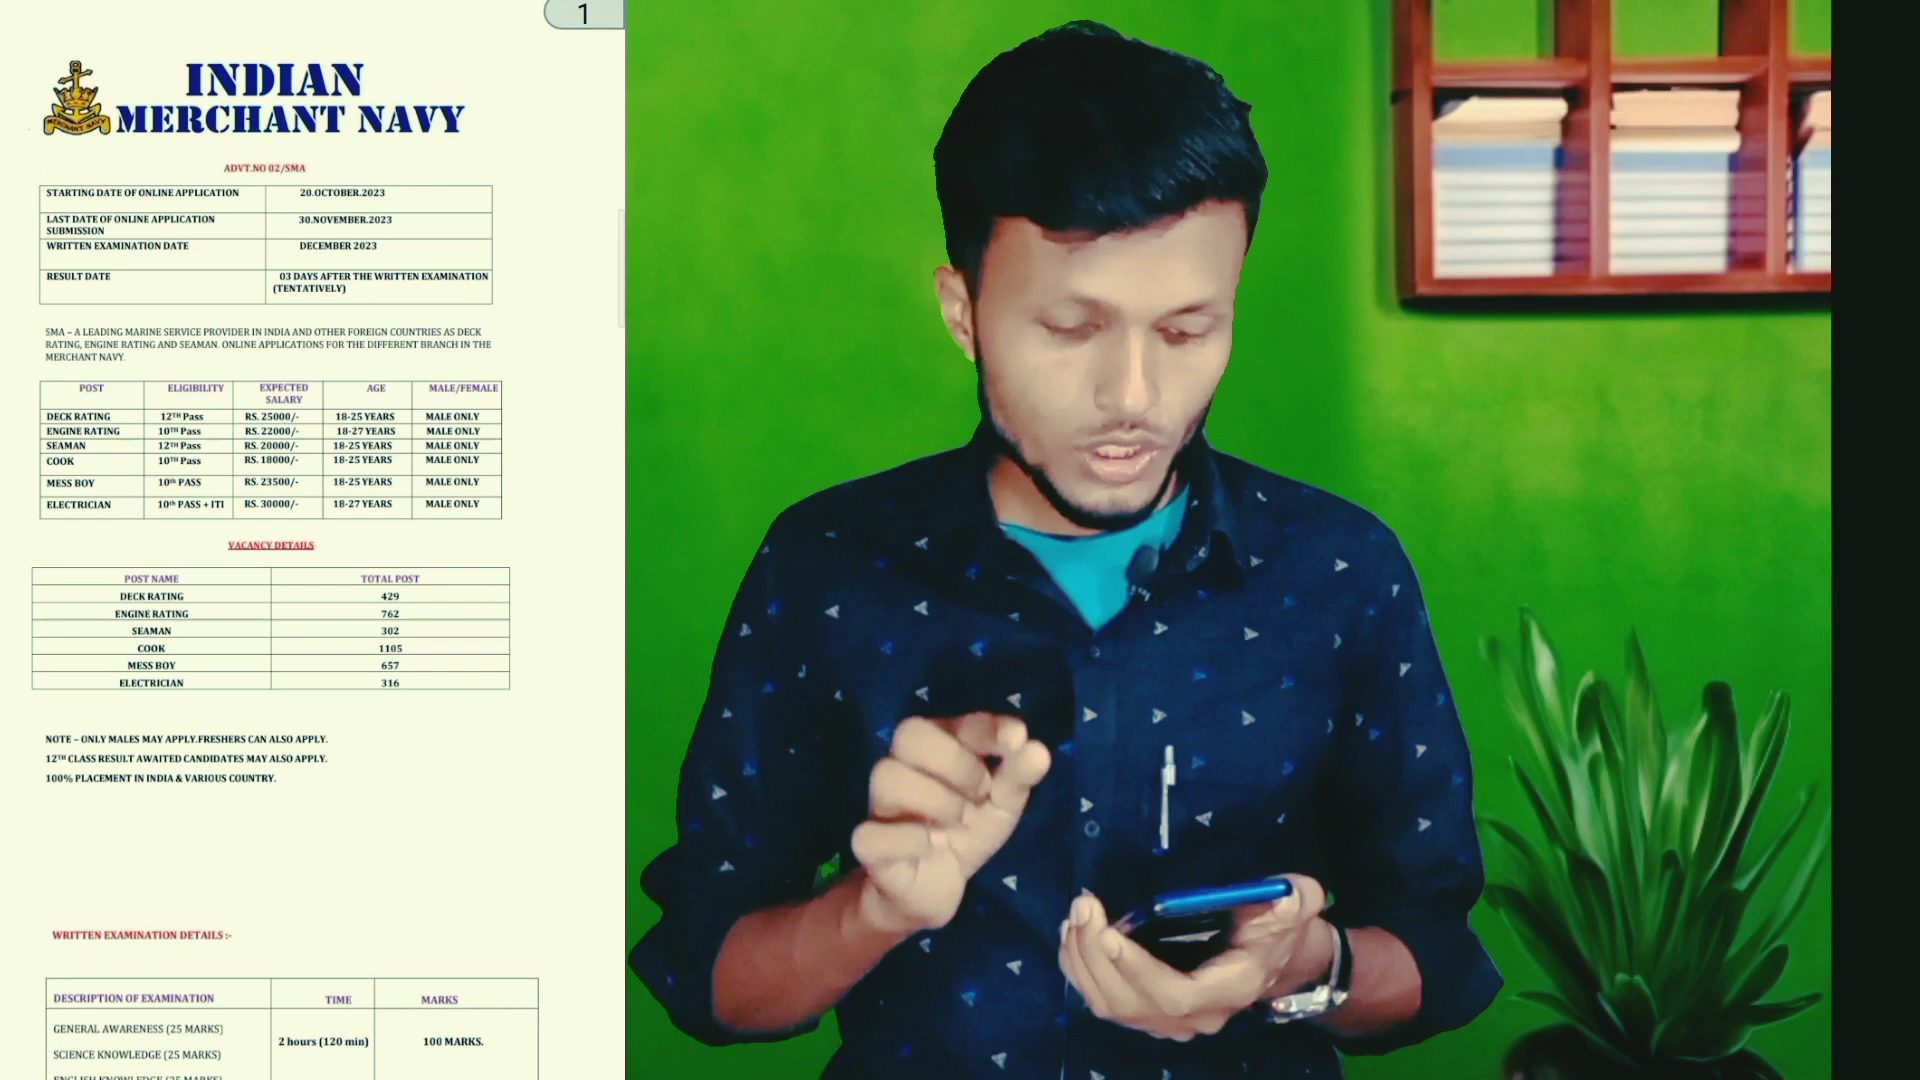 1
INDIAN
MERCHANT NAVY
MERCHANT NAVY
ADVT.NO 02/SMA
STARTING DATE OF ONLINE APPLICATION 20.OCTOBER.2023
LAST DATE OF ONLINE APPLICATION SUBMISSION 30.NOVEMBER.2023
WRITTEN EXAMINATION DATE DECEMBER 2023
RESULT DATE 03 DAYS AFTER THE WRITTEN EXAMINATION (TENTATIVELY)
SMA – A LEADING MARINE SERVICE PROVIDER IN INDIA AND OTHER FOREIGN COUNTRIES AS DECK
RATING, ENGINE RATING AND SEAMAN. ONLINE APPLICATIONS FOR THE DIFFERENT BRANCH IN THE
MERCHANT NAVY.
POST ELIGIBILITY EXPECTED SALARY AGE MALE/FEMALE
DECK RATING 12TH Pass RS. 25000/- 18-25 YEARS MALE ONLY
ENGINE RATING 10TH Pass RS. 22000/- 18-27 YEARS MALE ONLY
SEAMAN 12TH Pass RS. 20000/- 18-25 YEARS MALE ONLY
COOK 10TH Pass RS. 18000/- 18-25 YEARS MALE ONLY
MESS BOY 10th PASS RS. 23500/- 18-25 YEARS MALE ONLY
ELECTRICIAN 10th PASS + ITI RS. 30000/- 18-27 YEARS MALE ONLY
VACANCY DETAILS
POST NAME TOTAL POST
DECK RATING 429
ENGINE RATING 762
SEAMAN 302
COOK 1105
MESS BOY 657
ELECTRICIAN 316
NOTE – ONLY MALES MAY APPLY.FRESHERS CAN ALSO APPLY.
12TH CLASS RESULT AWAITED CANDIDATES MAY ALSO APPLY.
100% PLACEMENT IN INDIA & VARIOUS COUNTRY.
WRITTEN EXAMINATION DETAILS :-
DESCRIPTION OF EXAMINATION TIME MARKS
GENERAL AWARENESS (25 MARKS)
2 hours (120 min) 100 MARKS.
SCIENCE KNOWLEDGE (25 MARKS)
ENGLISH KNOWLEDGE (25 MARKS)